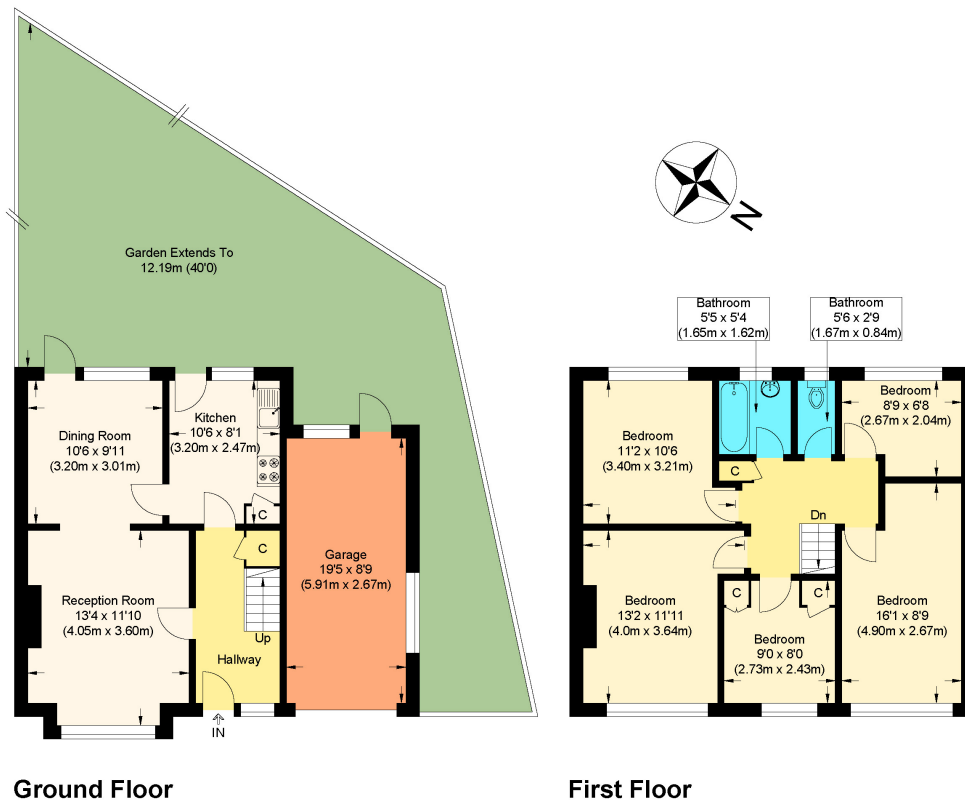 Garden Extends To
12.19m (40'0)
Dining Room
10'6 x 9'11
(3.20m x 3.01m)
Kitchen
10'6 x 8'1
(3.20m x 2.47m)
C
C
Reception Room
13'4 x 11'10
(4.05m x 3.60m)
Up
Hallway
IN
Garage
19'5 x 8'9
(5.91m x 2.67m)
Ground Floor
N
Bathroom
5'5 x 5'4
(1.65m x 1.62m)
Bathroom
5'6 x 2'9
(1.67m x 0.84m)
Bedroom
11'2 x 10'6
(3.40m x 3.21m)
Bedroom
8'9 x 6'8
(2.67m x 2.04m)
C
Dn
Bedroom
13'2 x 11'11
(4.0m x 3.64m)
C
C
Bedroom
9'0 x 8'0
(2.73m x 2.43m)
Bedroom
16'1 x 8'9
(4.90m x 2.67m)
First Floor